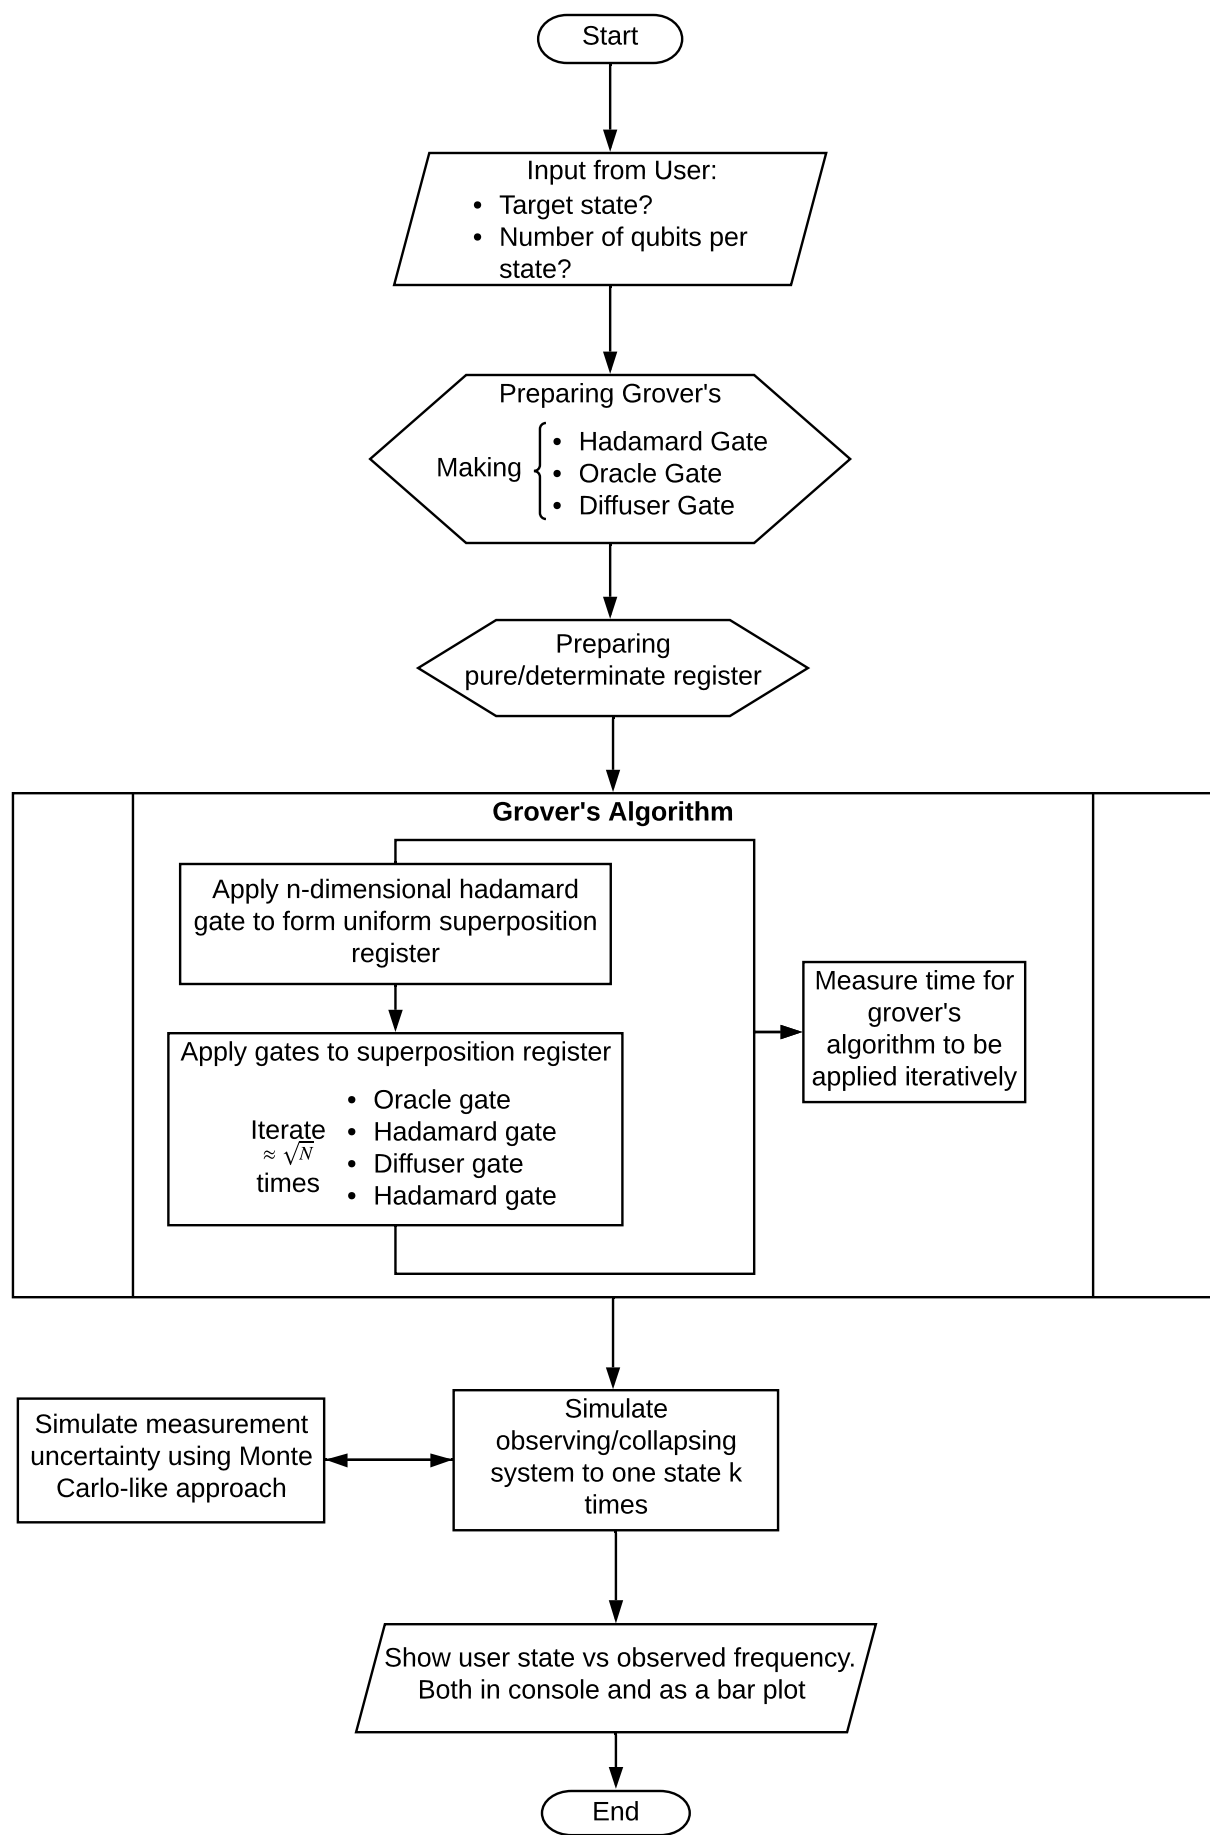 Start
Input from User:
• Target state?
• Number of qubits per
state?
Preparing Grover's
Making
• Hadamard Gate
• Oracle Gate
• Diffuser Gate
Preparing
pure/determinate register
Grover's Algorithm
Apply n-dimensional hadamard
gate to form uniform superposition
register
Apply gates to superposition register
Iterate
≈ √N
times
• Oracle gate
• Hadamard gate
• Diffuser gate
• Hadamard gate
Measure time for
grover's
algorithm to be
applied iteratively
Simulate measurement
uncertainty using Monte
Carlo-like approach
Simulate
observing/collapsing
system to one state k
times
Show user state vs observed frequency.
Both in console and as a bar plot
End